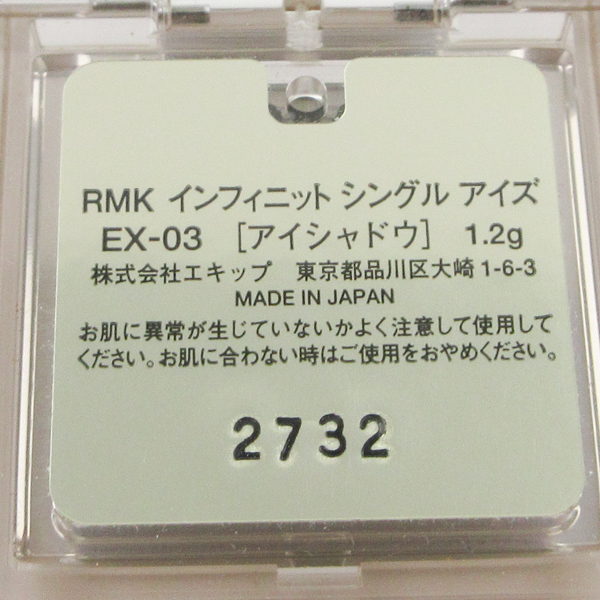 RMK インフィニット シングル アイズ
EX-03 [アイシャドウ] 1.2g
株式会社エキップ 東京都品川区大崎1-6-3
MADE IN JAPAN
お肌に異常が生じていないかよく注意して使用して
ください。お肌に合わない時はご使用をおやめください。
2732